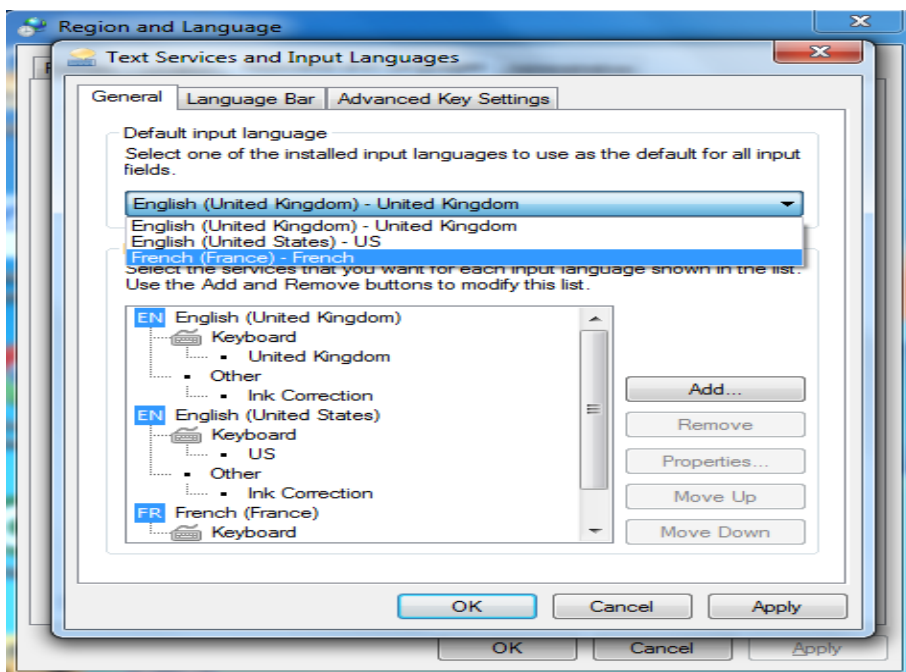 Region and Language
Text Services and Input Languages
General Language Bar Advanced Key Settings
Default input language
Select one of the installed input languages to use as the default for all input
fields.
English (United Kingdom) - United Kingdom
English (United Kingdom) - United Kingdom
English (United States) - US
French (France) - French
Select the services that you want for each input language shown in the list.
Use the Add and Remove buttons to modify this list.
EN English (United Kingdom)
Keyboard
United Kingdom
Other
Ink Correction
EN English (United States)
Keyboard
US
Other
Ink Correction
FR French (France)
Keyboard
Add...
Remove
Properties...
Move Up
Move Down
OK Cancel Apply
OK Cancel Apply